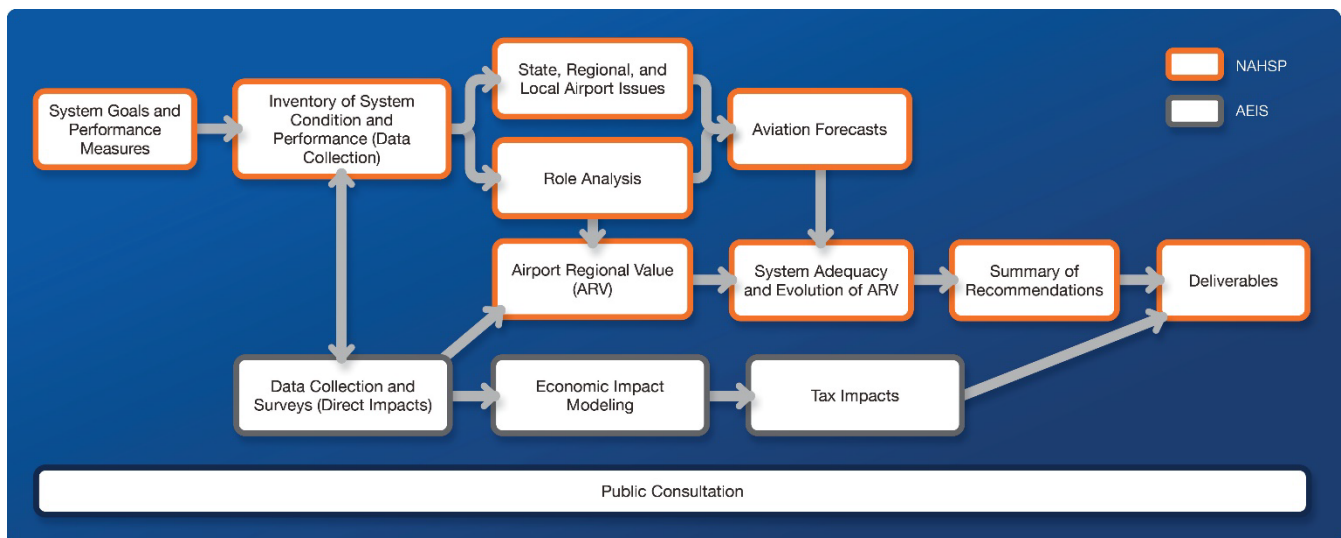 System Goals and
Performance
Measures
Inventory of System
Condition and
Performance (Data
Collection)
State, Regional, and
Local Airport Issues
Role Analysis
Aviation Forecasts
NAHSP
AEIS
Airport Regional Value
(ARV)
System Adequacy
and Evolution of ARV
Summary of
Recommendations
Deliverables
Data Collection and
Surveys (Direct Impacts)
Economic Impact
Modeling
Tax Impacts
Public Consultation